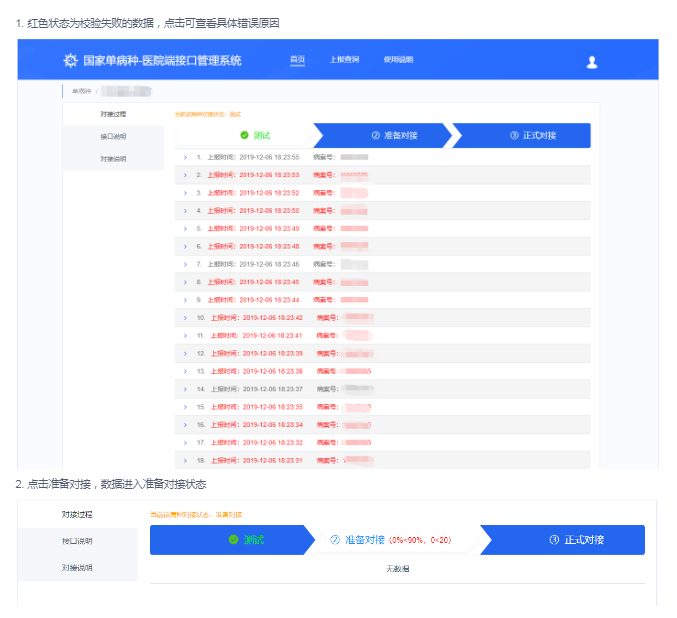 1. 红色状态为校验失败的数据，点击可查看具体错误原因
国家单病种-医院端接口管理系统 首页 上报查询 使用说明
单病种：
对接过程
接口说明
对接说明
当前该病种对接状态：测试
测试 ② 准备对接 ③ 正式对接
1. 上报时间：2019-12-06 18:23:55 病案号：
2. 上报时间：2019-12-06 18:23:53 病案号：
3. 上报时间：2019-12-06 18:23:52 病案号：
4. 上报时间：2019-12-06 18:23:50 病案号：
5. 上报时间：2019-12-06 18:23:49 病案号：
6. 上报时间：2019-12-06 18:23:48 病案号：
7. 上报时间：2019-12-06 18:23:46 病案号：
8. 上报时间：2019-12-06 18:23:45 病案号：
9. 上报时间：2019-12-06 18:23:44 病案号：
10. 上报时间：2019-12-06 18:23:42 病案号：
11. 上报时间：2019-12-06 18:23:41 病案号：
12. 上报时间：2019-12-06 18:23:39 病案号：
13. 上报时间：2019-12-06 18:23:38 病案号：
14. 上报时间：2019-12-06 18:23:37 病案号：
15. 上报时间：2019-12-06 18:23:35 病案号：
16. 上报时间：2019-12-06 18:23:34 病案号：
17. 上报时间：2019-12-06 18:23:32 病案号：
18. 上报时间：2019-12-06 18:23:31 病案号：
2. 点击准备对接，数据进入准备对接状态
对接过程
接口说明
对接说明
当前该病种对接状态：准备对接
测试 ② 准备对接（0%<90%，0<20） ③ 正式对接
无数据